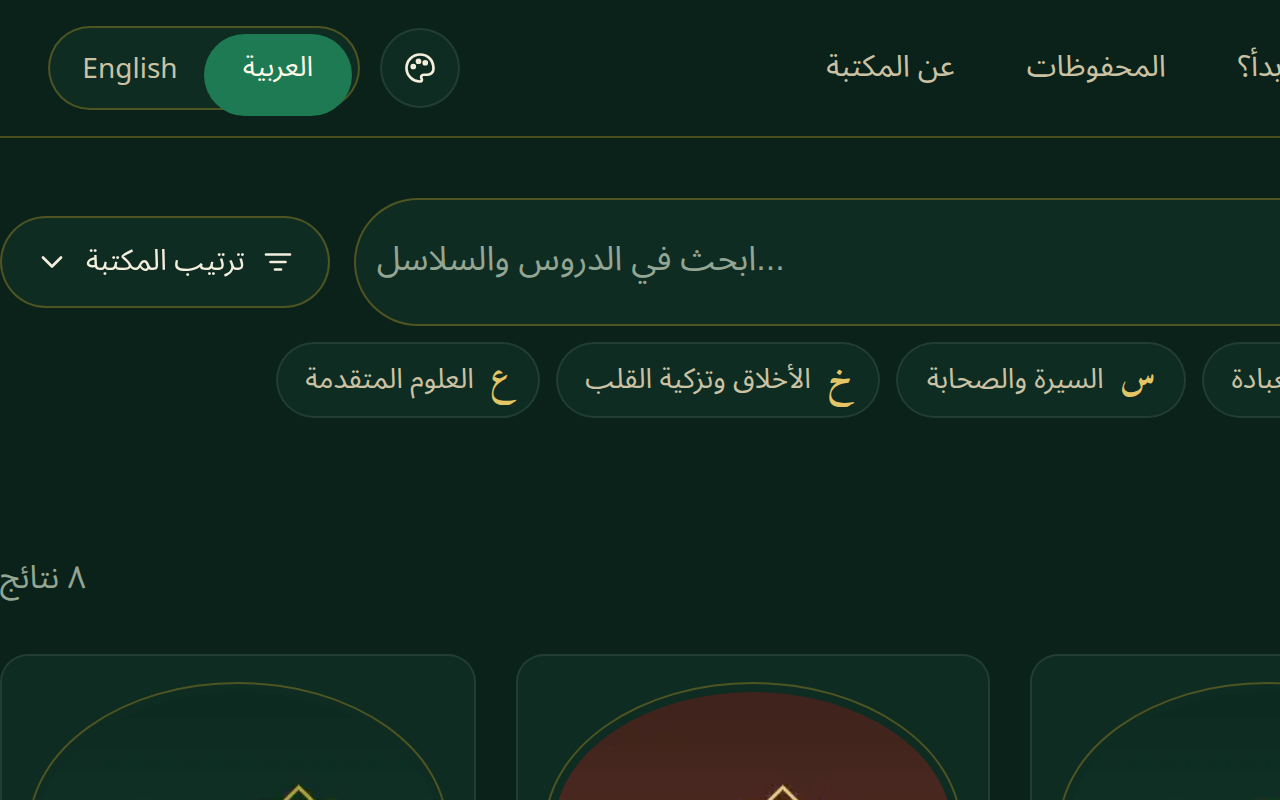 بدأ؟ المحفوظات عن المكتبة العربية English
ابحث في الدروس والسلاسل...
ترتيب المكتبة
س السيرة والصحابة
خ الأخلاق وتزكية القلب
ع العلوم المتقدمة
٨ نتائج